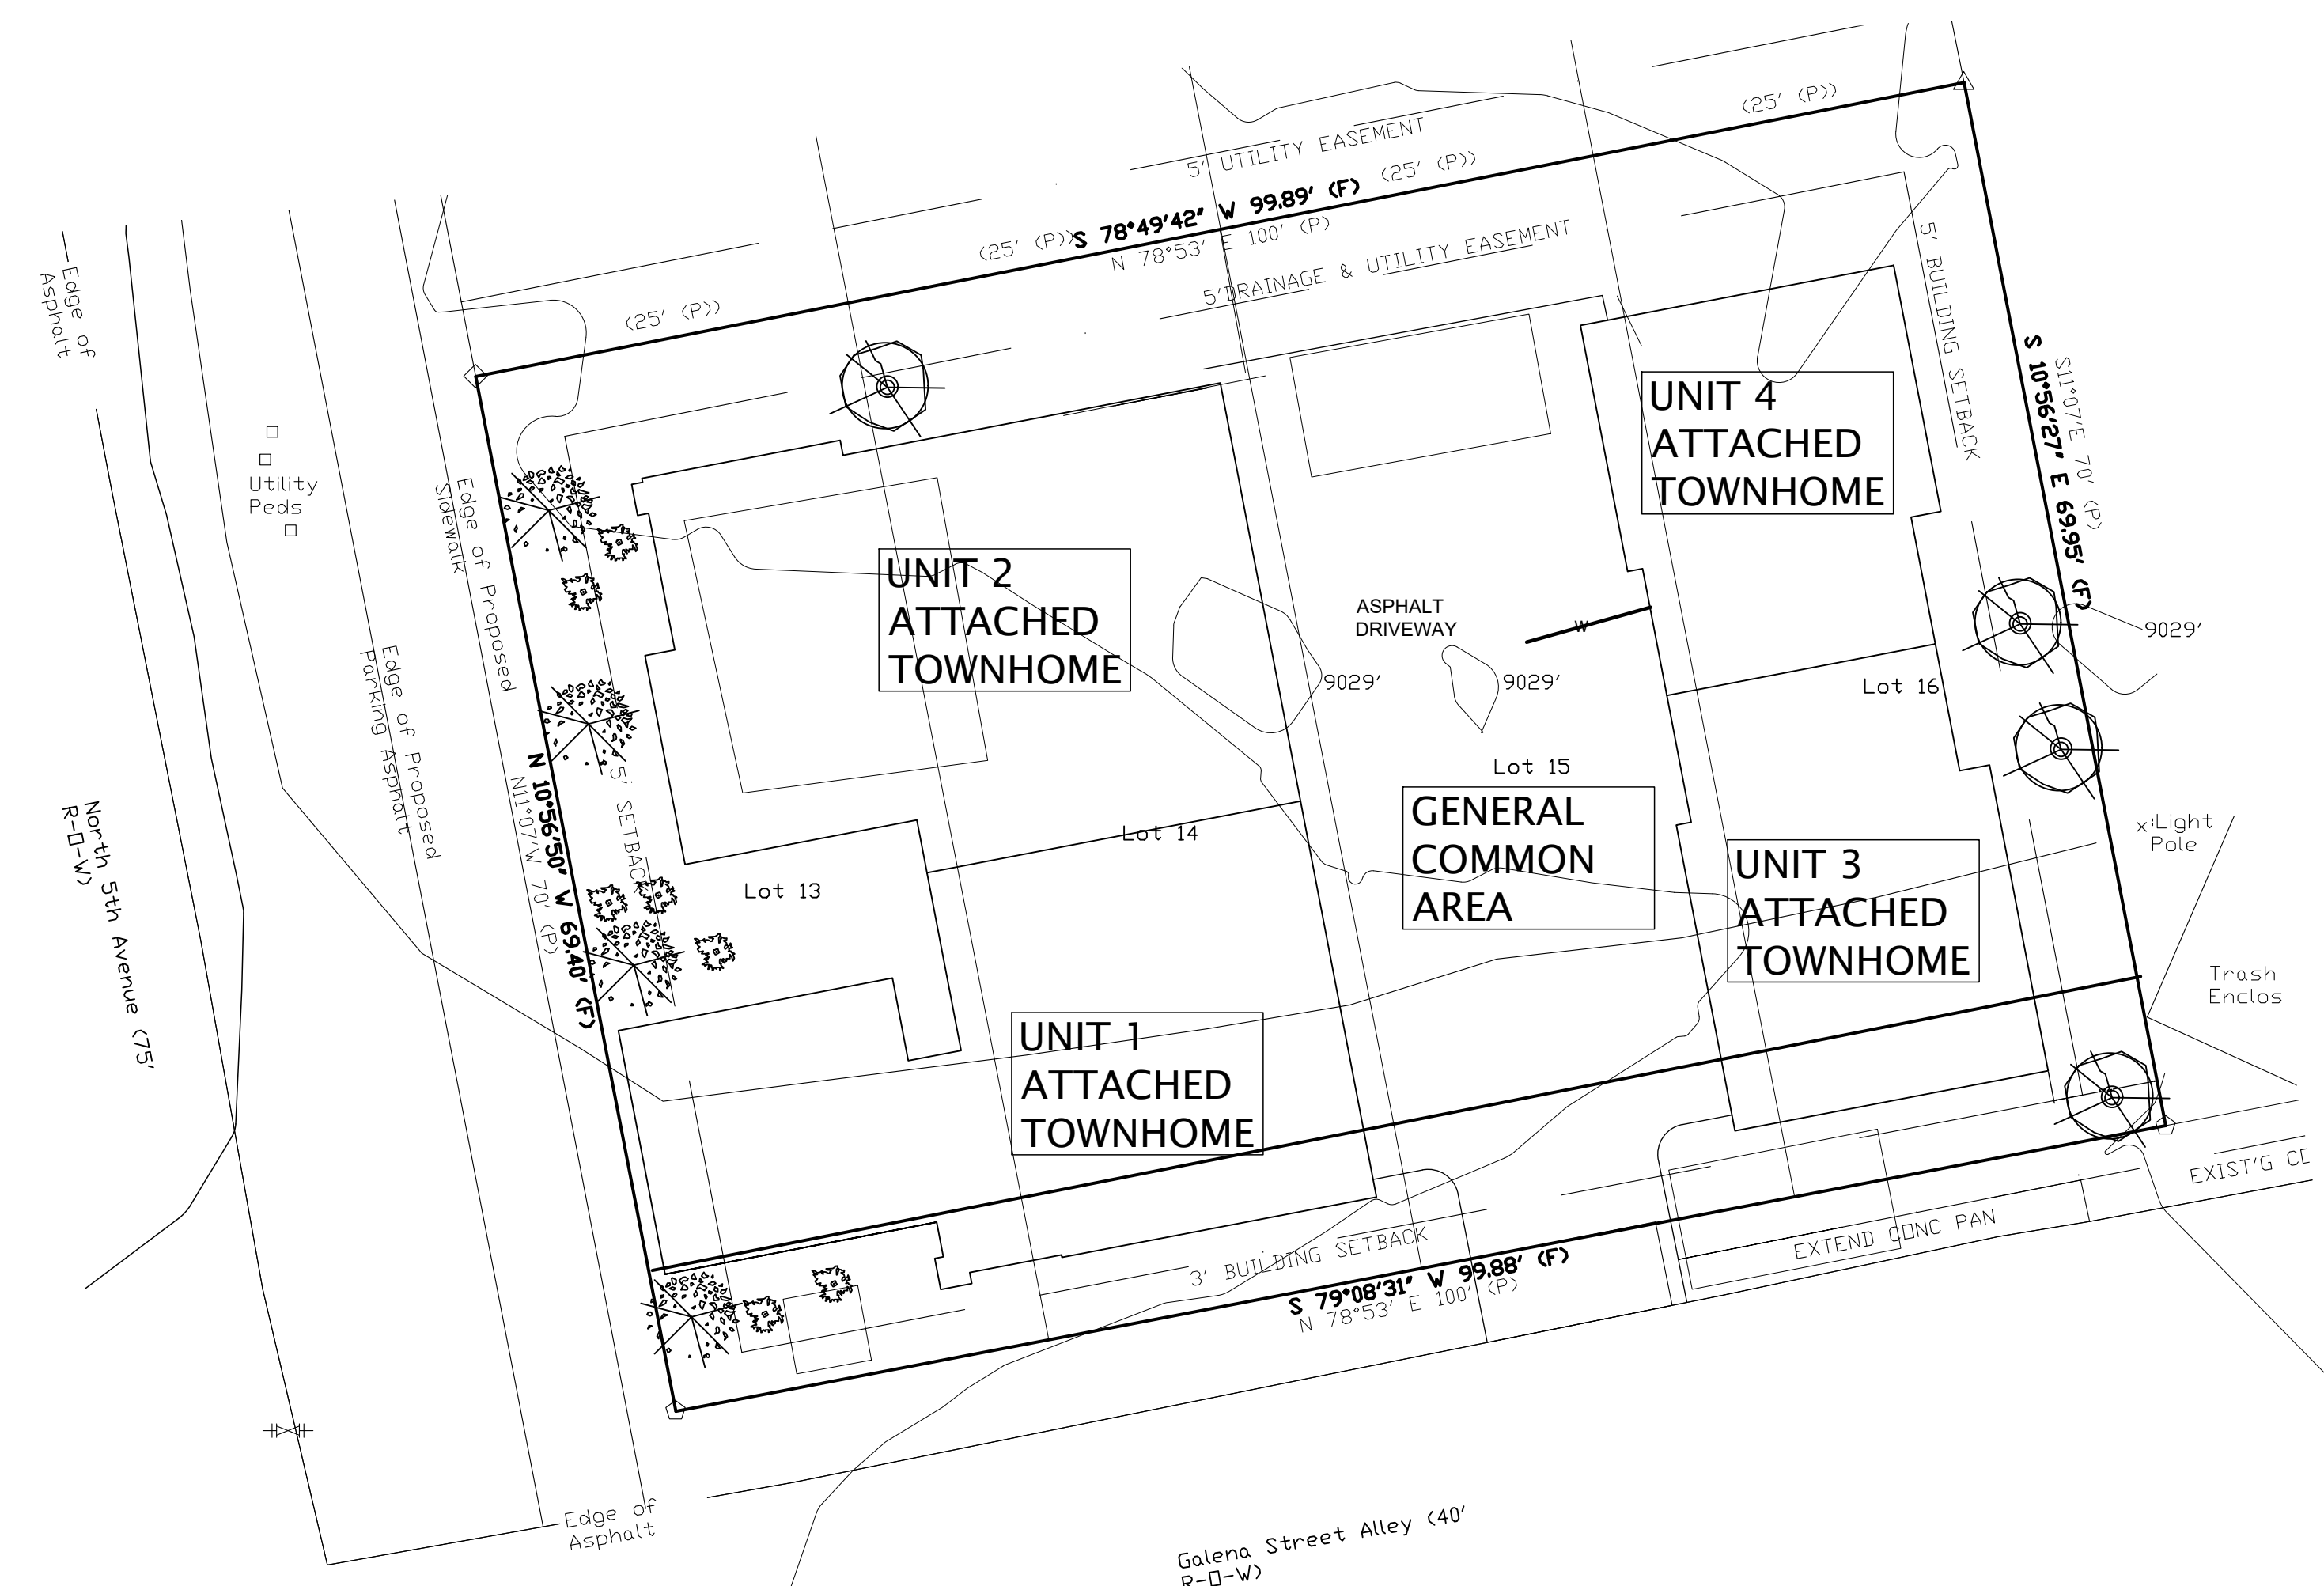 (25' (P))
5' UTILITY EASEMENT
(25' (P))
S 78°49'42" W 99.89' (F)
(25' (P))
N 78°53' E 100' (P)
5'DRAINAGE & UTILITY EASEMENT
(25' (P))
Edge of
Asphalt
5' BUILDING SETBACK
S 10°56'27" E 69.95' (F)
S11°07'E 70' (P)
UNIT 4
ATTACHED
TOWNHOME
Utility
Peds
Edge of Proposed
Sidewalk
UNIT 2
ATTACHED
TOWNHOME
ASPHALT
DRIVEWAY
W
9029'
9029'
9029'
Lot 16
Edge of Proposed
Parking Asphalt
N 10°56'50" W 69.40' (F)
N11°07'W 70' (P)
5' SETBACK
Lot 15
GENERAL
COMMON
AREA
Lot 14
Lot 13
x Light
Pole
UNIT 3
ATTACHED
TOWNHOME
North 5th Avenue (75'
R-O-W)
Trash
Enclos
UNIT 1
ATTACHED
TOWNHOME
EXIST'G CE
EXTEND CONC PAN
3' BUILDING SETBACK
S 79°08'31" W 99.88' (F)
N 78°53' E 100' (P)
Edge of
Asphalt
Galena Street Alley (40'
R-O-W)